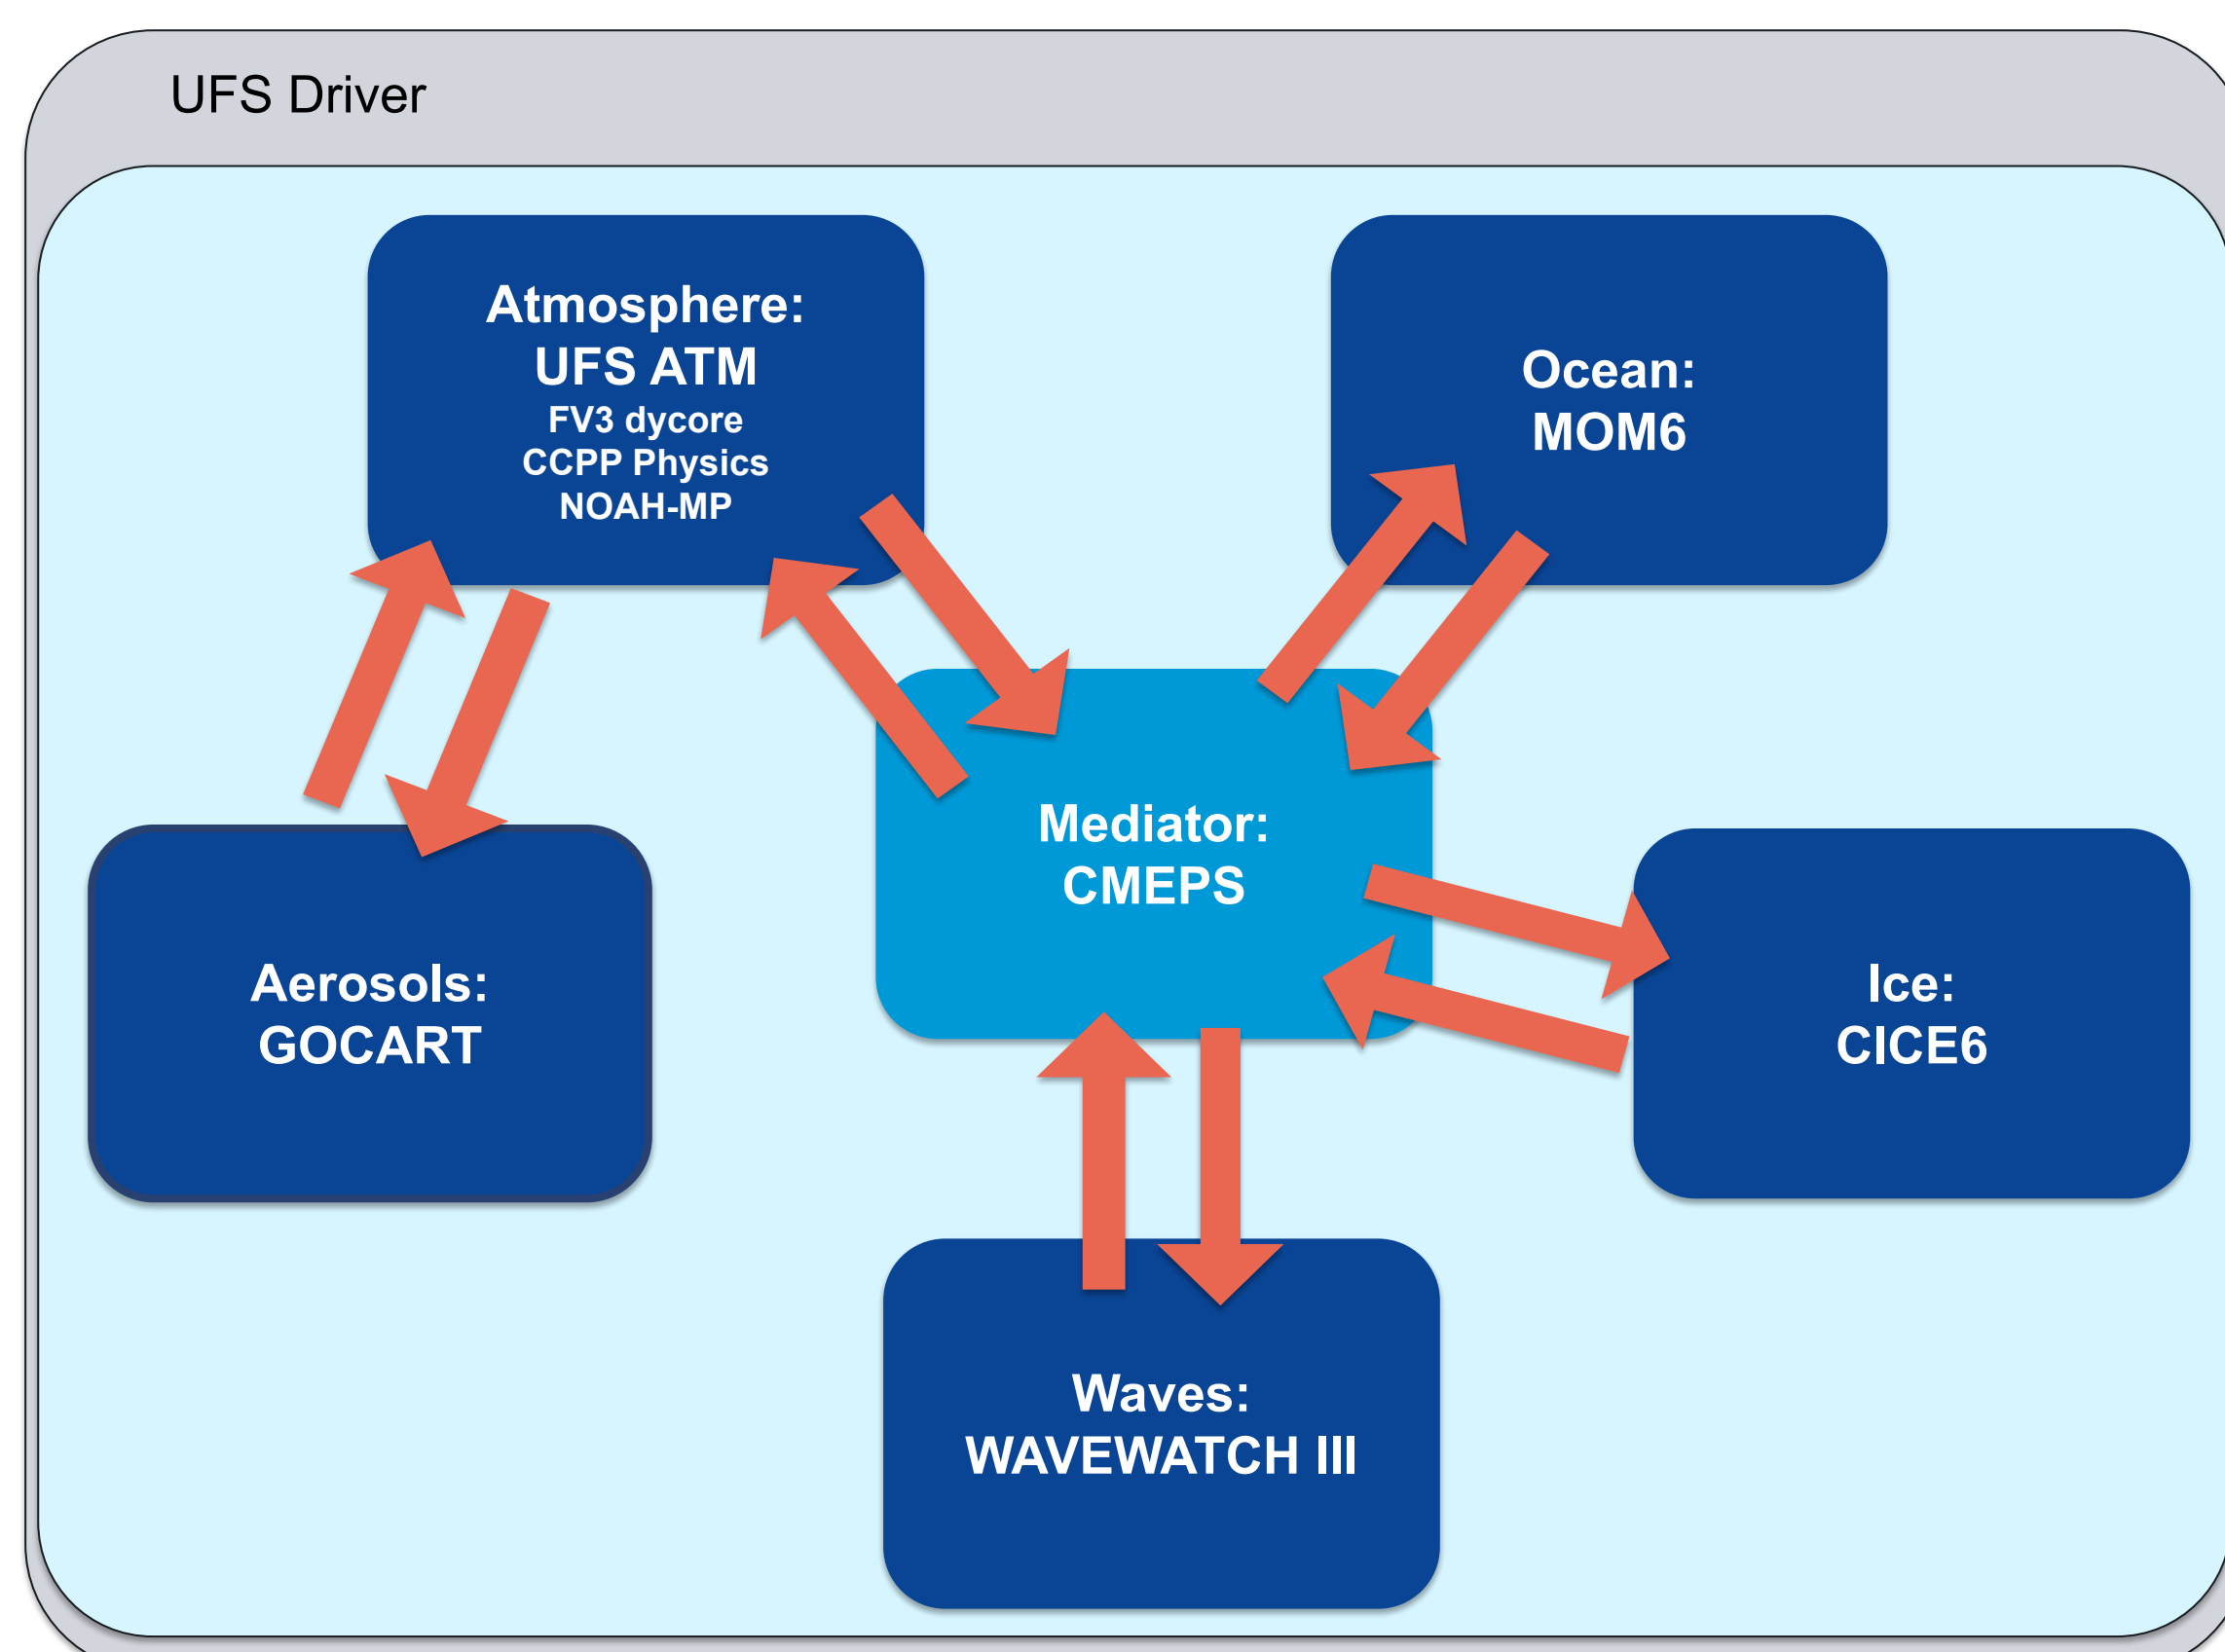 UFS Driver
Atmosphere:
UFS ATM
FV3 dycore
CCPP Physics
NOAH-MP
Ocean:
MOM6
Mediator:
CMEPS
Aerosols:
GOCART
Ice:
CICE6
Waves:
WAVEWATCH III